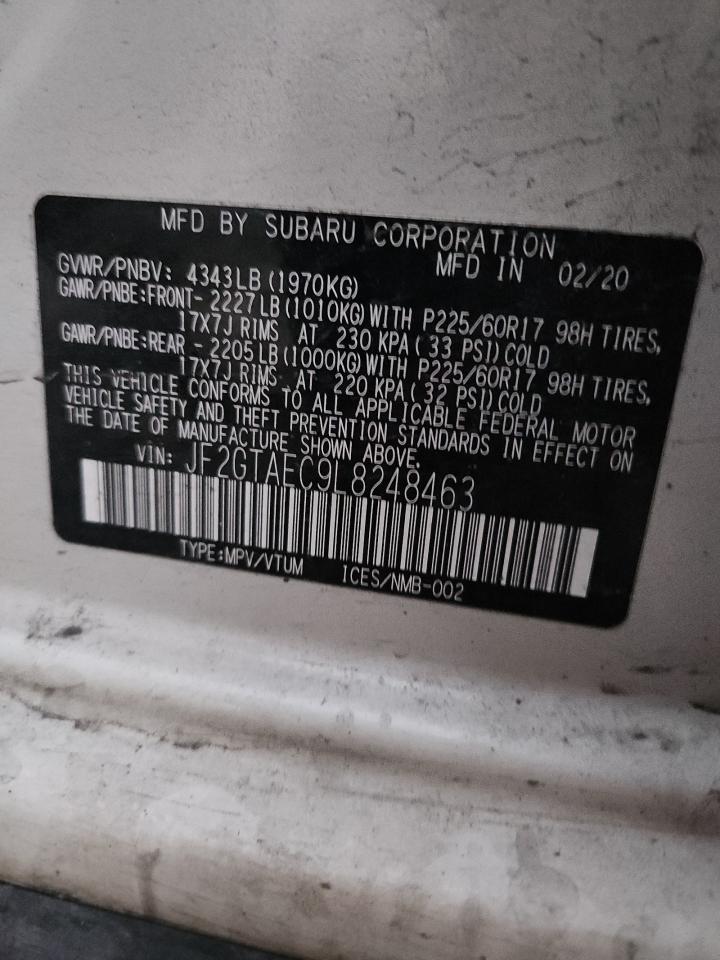 MFD BY SUBARU CORPORATION
MFD IN 02/20
GVWR/PNBV: 4343LB (1970KG)
GAWR/PNBE:FRONT- 2227LB(1010KG)WITH P225/60R17 98H TIRES,
17X7J RIMS AT 230 KPA( 33 PSI)COLD
GAWR/PNBE:REAR - 2205LB(1000KG)WITH P225/60R17 98H TIRES,
17X7J RIMS AT 220 KPA( 32 PSI)COLD
THIS VEHICLE CONFORMS TO ALL APPLICABLE FEDERAL MOTOR
VEHICLE SAFETY AND THEFT PREVENTION STANDARDS IN EFFECT ON
THE DATE OF MANUFACTURE SHOWN ABOVE.
VIN: JF2GTAEC9L8248463
TYPE:MPV/VTUM ICES/NMB-002